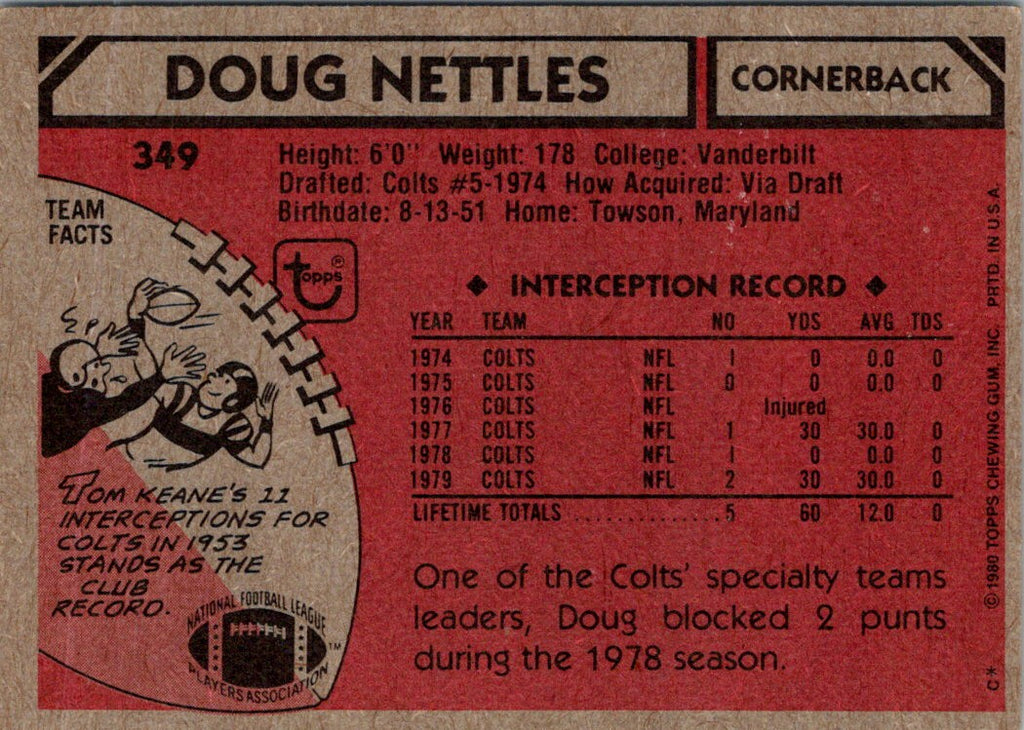 DOUG NETTLES
CORNERBACK
349
Height: 6'0" Weight: 178 College: Vanderbilt
Drafted: Colts #5-1974 How Acquired: Via Draft
Birthdate: 8-13-51 Home: Towson, Maryland
TEAM
FACTS
Topps®
◆ INTERCEPTION RECORD ◆
YEAR TEAM NO YDS AVG TDS
1974 COLTS NFL 1 0 0.0 0
1975 COLTS NFL 0 0 0.0 0
1976 COLTS NFL Injured
1977 COLTS NFL 1 30 30.0 0
1978 COLTS NFL 1 0 0.0 0
1979 COLTS NFL 2 30 30.0 0
LIFETIME TOTALS ..............5 60 12.0 0
TOM KEANE'S 11
INTERCEPTIONS FOR
COLTS IN 1953
STANDS AS THE
CLUB
RECORD.
NATIONAL FOOTBALL LEAGUE
PLAYERS ASSOCIATION
TM
One of the Colts' specialty teams
leaders, Doug blocked 2 punts
during the 1978 season.
C* ©1980 TOPPS CHEWING GUM, INC. PRTD. IN U.S.A.